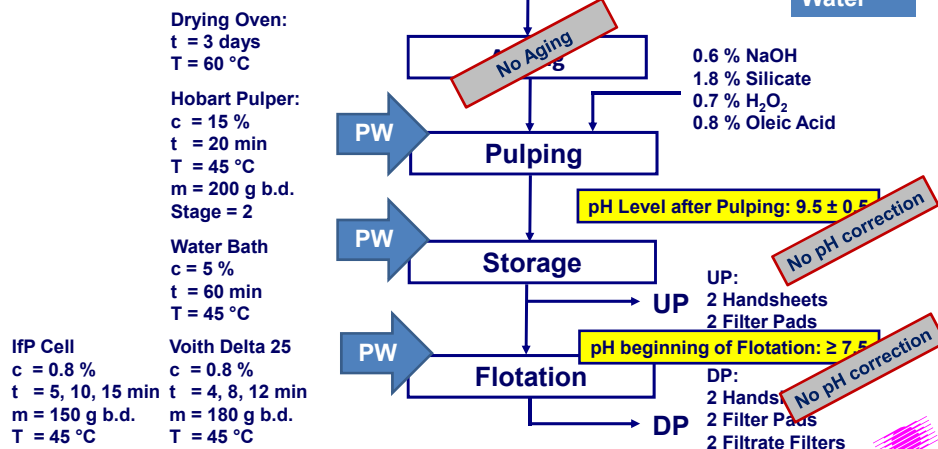 Water
Drying Oven:
t = 3 days
T = 60 °C
No Aging
0.6 % NaOH
1.8 % Silicate
0.7 % H₂O₂
0.8 % Oleic Acid
Hobart Pulper:
c = 15 %
t = 20 min
T = 45 °C
m = 200 g b.d.
Stage = 2
PW
Pulping
pH Level after Pulping: 9.5 ± 0.5
No pH correction
Water Bath
c = 5 %
t = 60 min
T = 45 °C
PW
Storage
UP
UP:
2 Handsheets
2 Filter Pads
IfP Cell
c = 0.8 %
t = 5, 10, 15 min
m = 150 g b.d.
T = 45 °C
Voith Delta 25
c = 0.8 %
t = 4, 8, 12 min
m = 180 g b.d.
T = 45 °C
PW
Flotation
pH beginning of Flotation: ≥ 7.5
No pH correction
DP
DP:
2 Filter Pads
2 Filtrate Filters